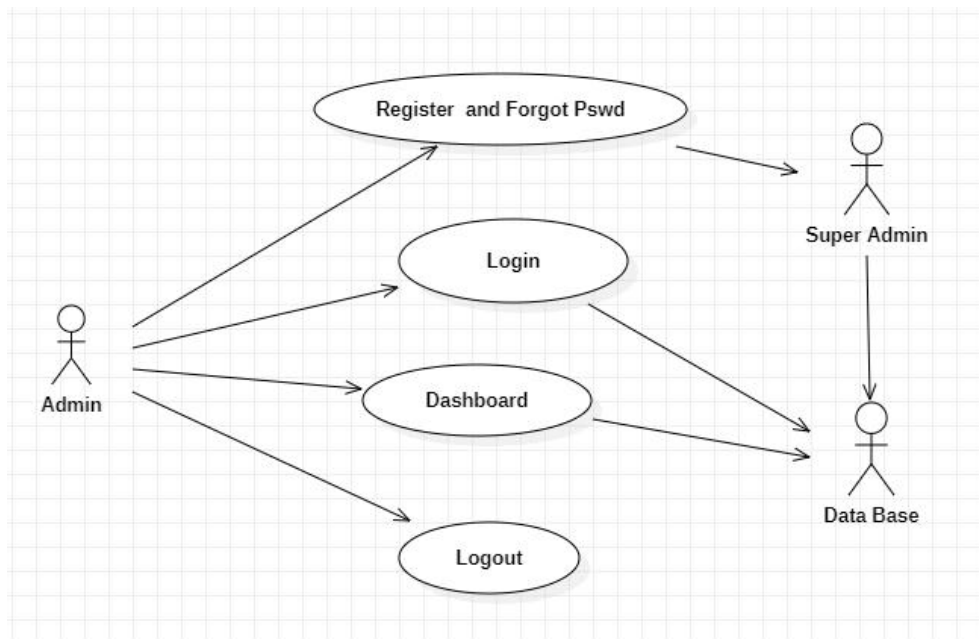 Register and Forgot Pswd
Super Admin
Login
Admin
Dashboard
Data Base
Logout